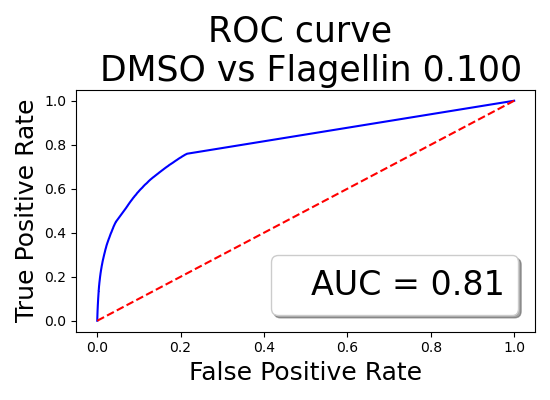 ROC curve
DMSO vs Flagellin 0.100
True Positive Rate
1.0
0.8
0.6
0.4
0.2
0.0
AUC = 0.81
0.0 0.2 0.4 0.6 0.8 1.0
False Positive Rate